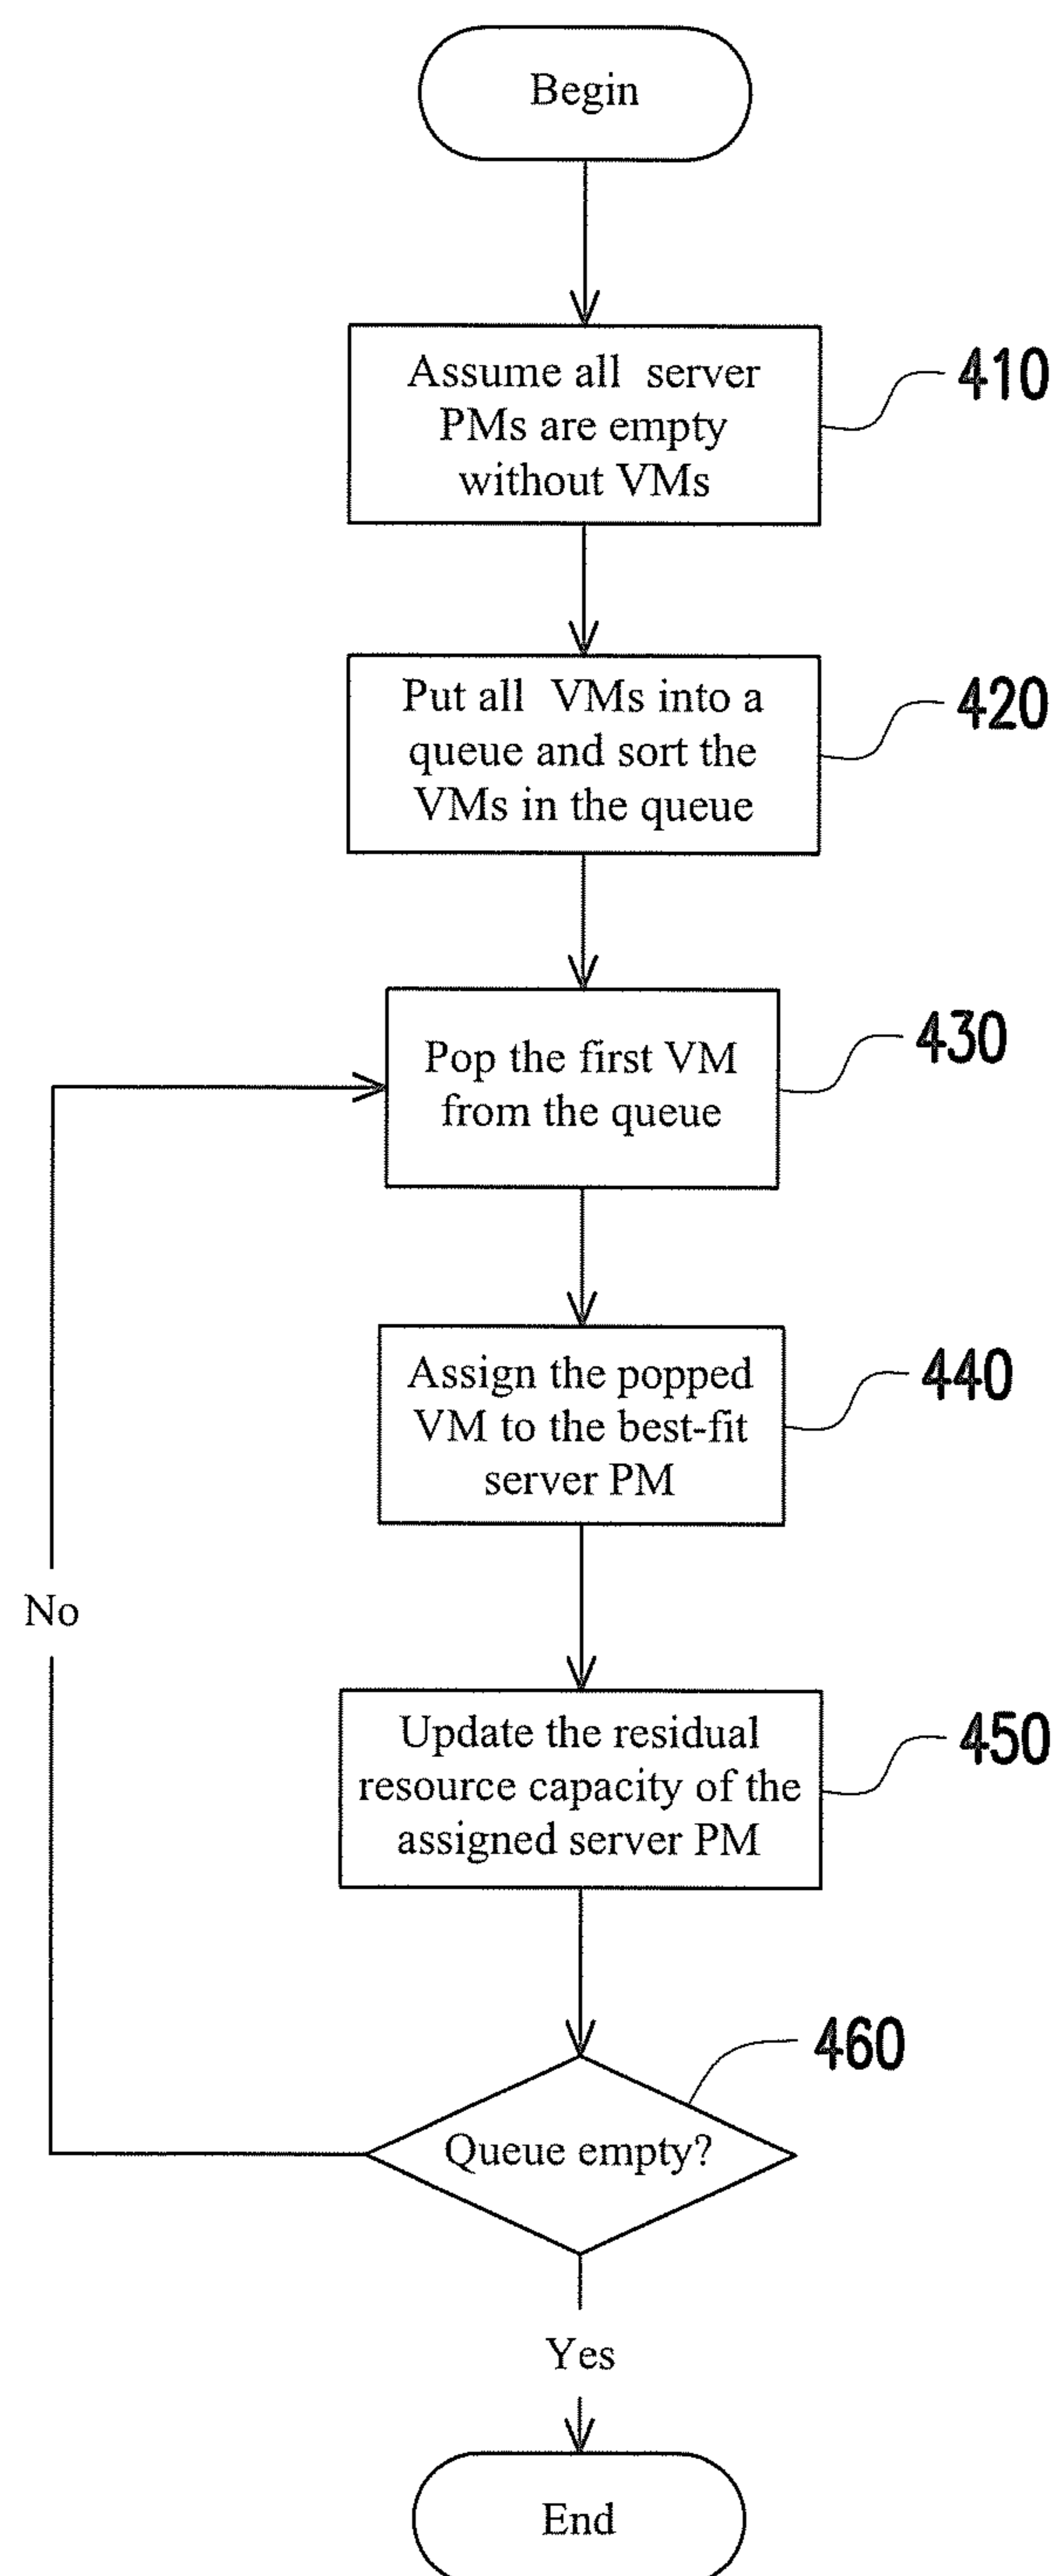 Begin
Assume all server
PMs are empty
without VMs
410
Put all VMs into a
queue and sort the
VMs in the queue
420
Pop the first VM
from the queue
430
Assign the popped
VM to the best-fit
server PM
440
No
Update the residual
resource capacity of the
assigned server PM
450
460
Queue empty?
Yes
End